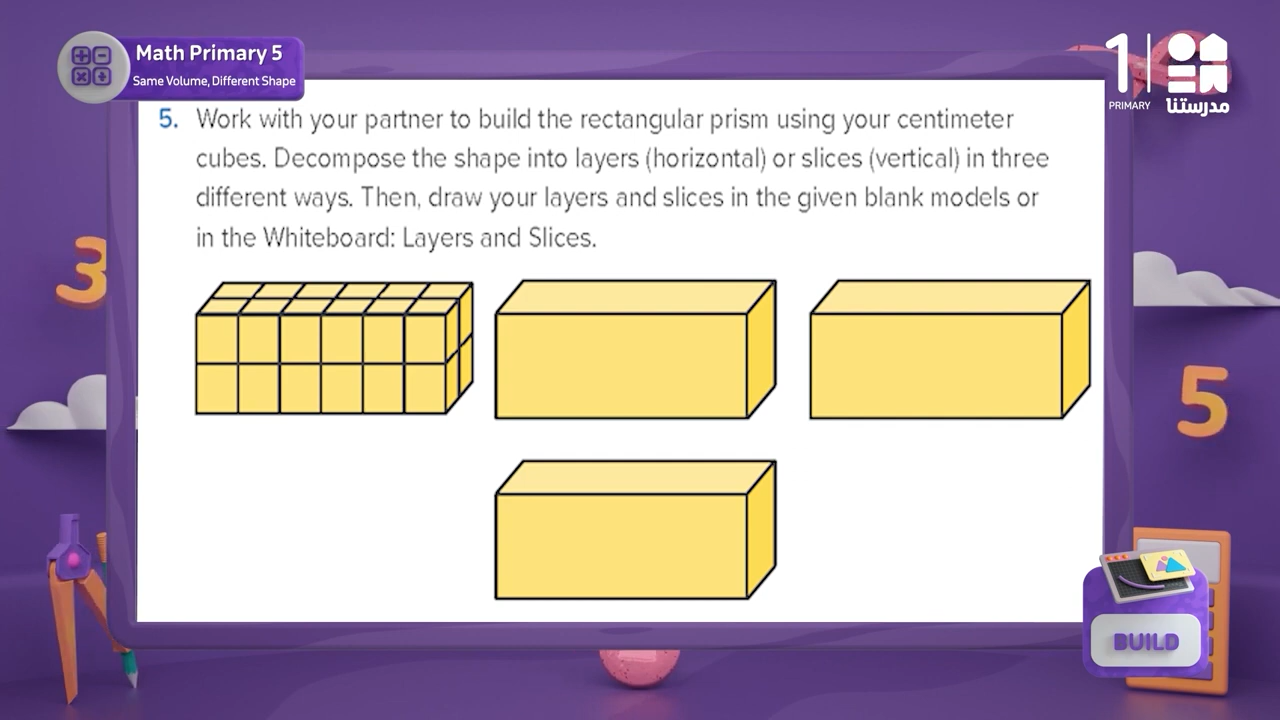 Math Primary 5
Same Volume, Different Shape
1
PRIMARY
مدرستنا
5. Work with your partner to build the rectangular prism using your centimeter
cubes. Decompose the shape into layers (horizontal) or slices (vertical) in three
different ways. Then, draw your layers and slices in the given blank models or
in the Whiteboard: Layers and Slices.
3
5
BUILD